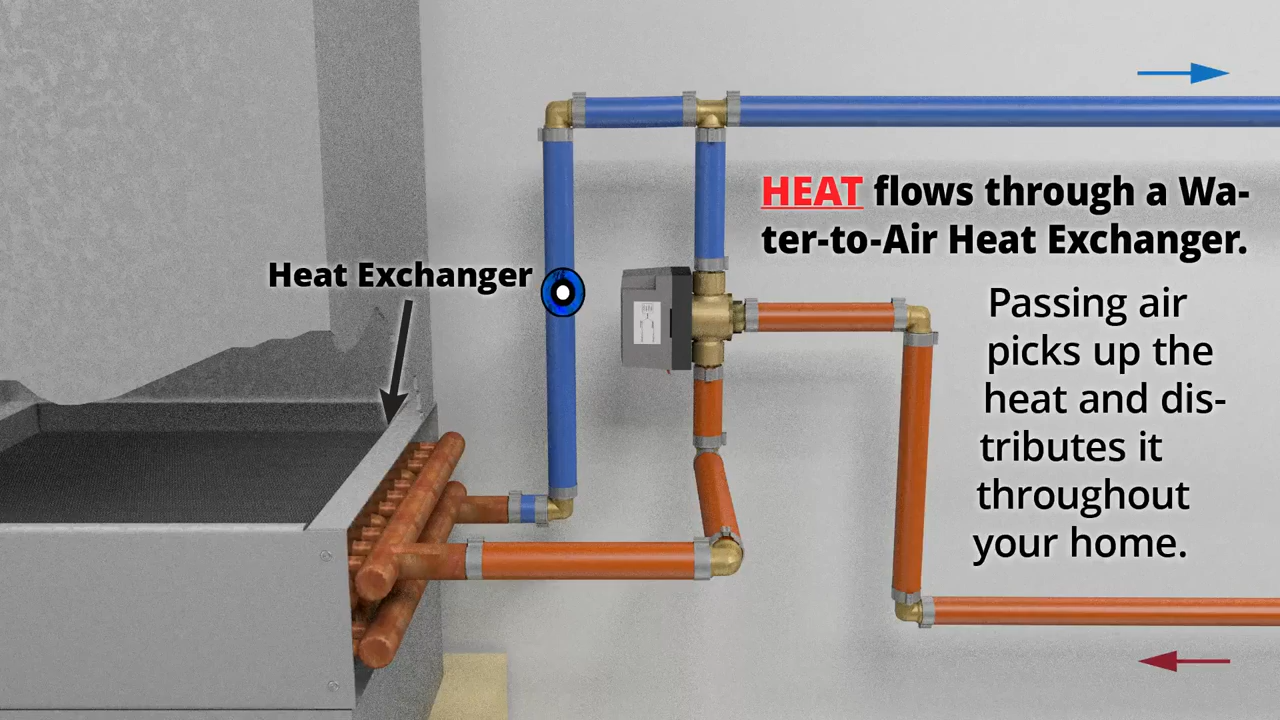 HEAT flows through a Wa-
ter-to-Air Heat Exchanger.
Heat Exchanger
Passing air
picks up the
heat and dis-
tributes it
throughout
your home.